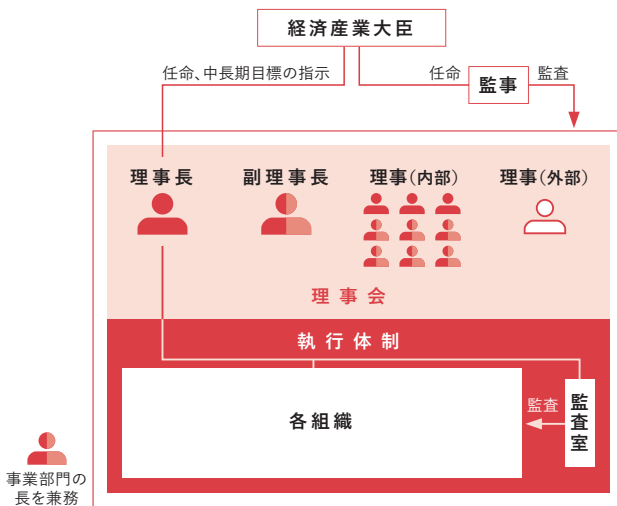 経済産業大臣
任命、中長期目標の指示
任命
監事
監査
理事長
副理事長
理事(内部)
理事(外部)
理事会
執行体制
各組織
監査
監査室
事業部門の
長を兼務